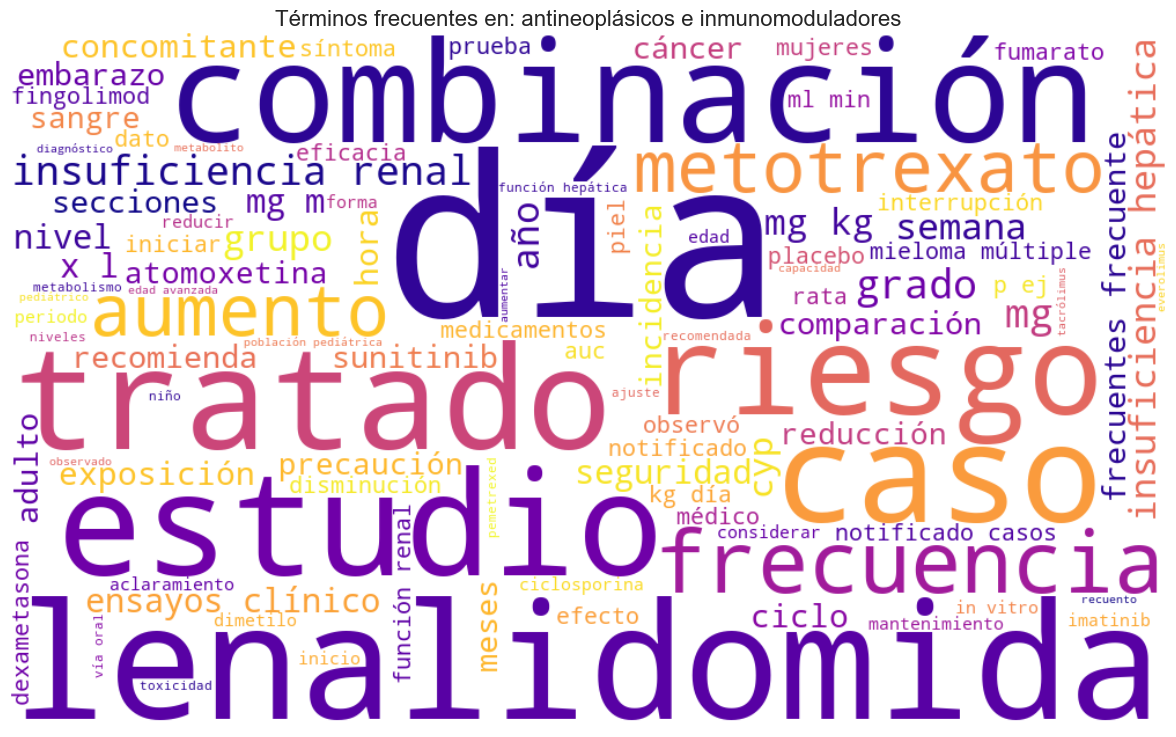 Términos frecuentes en: antineoplásicos e inmunomoduladores
concomitante
síntoma
prueba
cáncer
mujeres
fumarato
embarazo
combinación
fingolimod
ml min
sangre
dato
diagnóstico
metabolito
eficacia
insuficiencia renal
función hepática
metotrexato
frecuentes frecuente
insuficiencia hepática
secciones
mg m
forma
reducir
día
año
piel
incidencia
interrupción
nivel
iniciar
grupo
hora
edad
mg kg
semana
placebo
mieloma múltiple
x l
atomoxetina
capacidad
metabolismo
edad avanzada
aumentar
rata
grado
p ej
pediátrico
periodo
aumento
mg
tacrólimus
everolimus
niveles
población pediátrica
medicamentos
comparación
recomendada
recomienda
sunitinib
auc
tratado
riesgo
niño
ajuste
adulto
observó
reducción
observado
notificado
exposición
precaución
disminución
pemetrexed
seguridad
cyp
caso
kg día
estudio
médico
considerar
notificado casos
función renal
frecuencia
dexametasona
aclaramiento
ciclosporina
recuento
ensayos clínico
meses
efecto
ciclo
in vitro
dimetilo
mantenimiento
imatinib
vía oral
inicio
toxicidad
lenalidomida